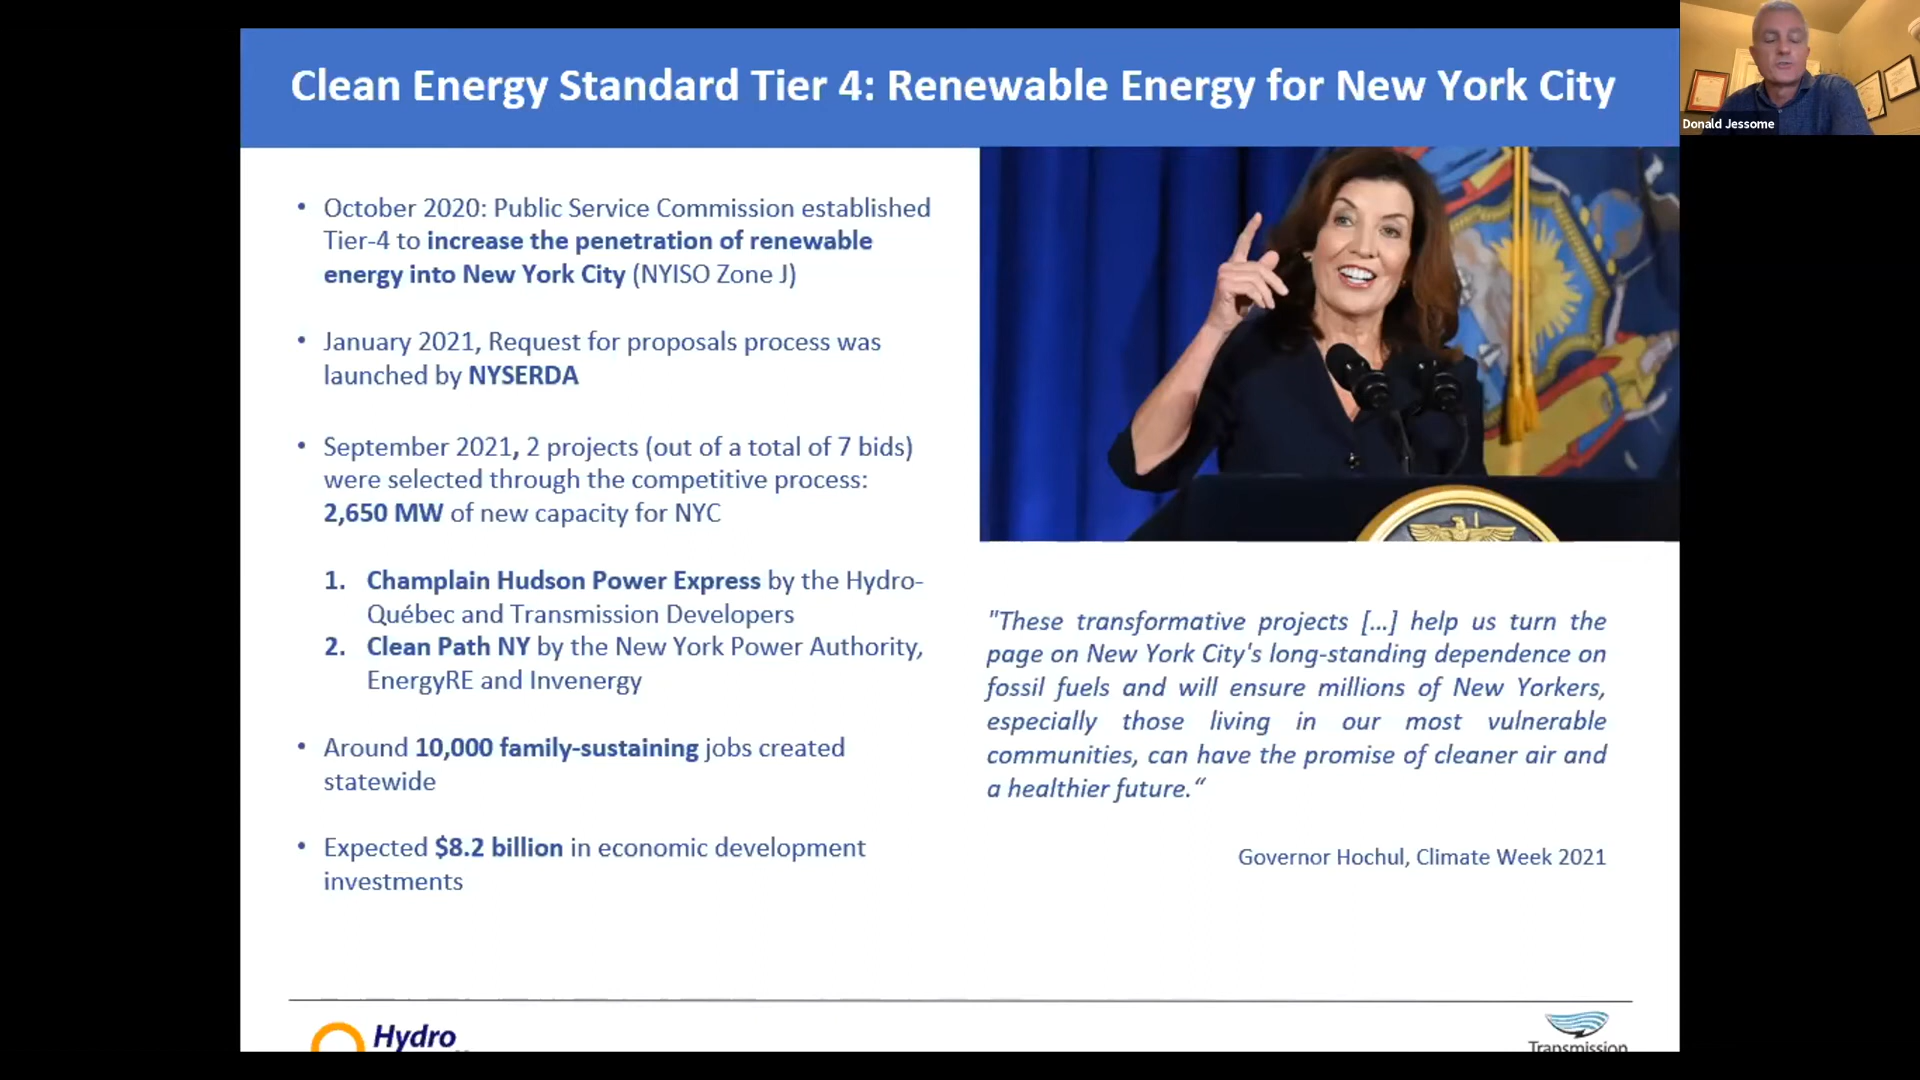 Clean Energy Standard Tier 4: Renewable Energy for New York City
Donald Jessome
• October 2020: Public Service Commission established
Tier-4 to increase the penetration of renewable
energy into New York City (NYISO Zone J)
• January 2021, Request for proposals process was
launched by NYSERDA
• September 2021, 2 projects (out of a total of 7 bids)
were selected through the competitive process:
2,650 MW of new capacity for NYC
1. Champlain Hudson Power Express by the Hydro-
Québec and Transmission Developers
2. Clean Path NY by the New York Power Authority,
EnergyRE and Invenergy
• Around 10,000 family-sustaining jobs created
statewide
• Expected $8.2 billion in economic development
investments
"These transformative projects [...] help us turn the
page on New York City's long-standing dependence on
fossil fuels and will ensure millions of New Yorkers,
especially those living in our most vulnerable
communities, can have the promise of cleaner air and
a healthier future.“
Governor Hochul, Climate Week 2021
Hydro
Transmission